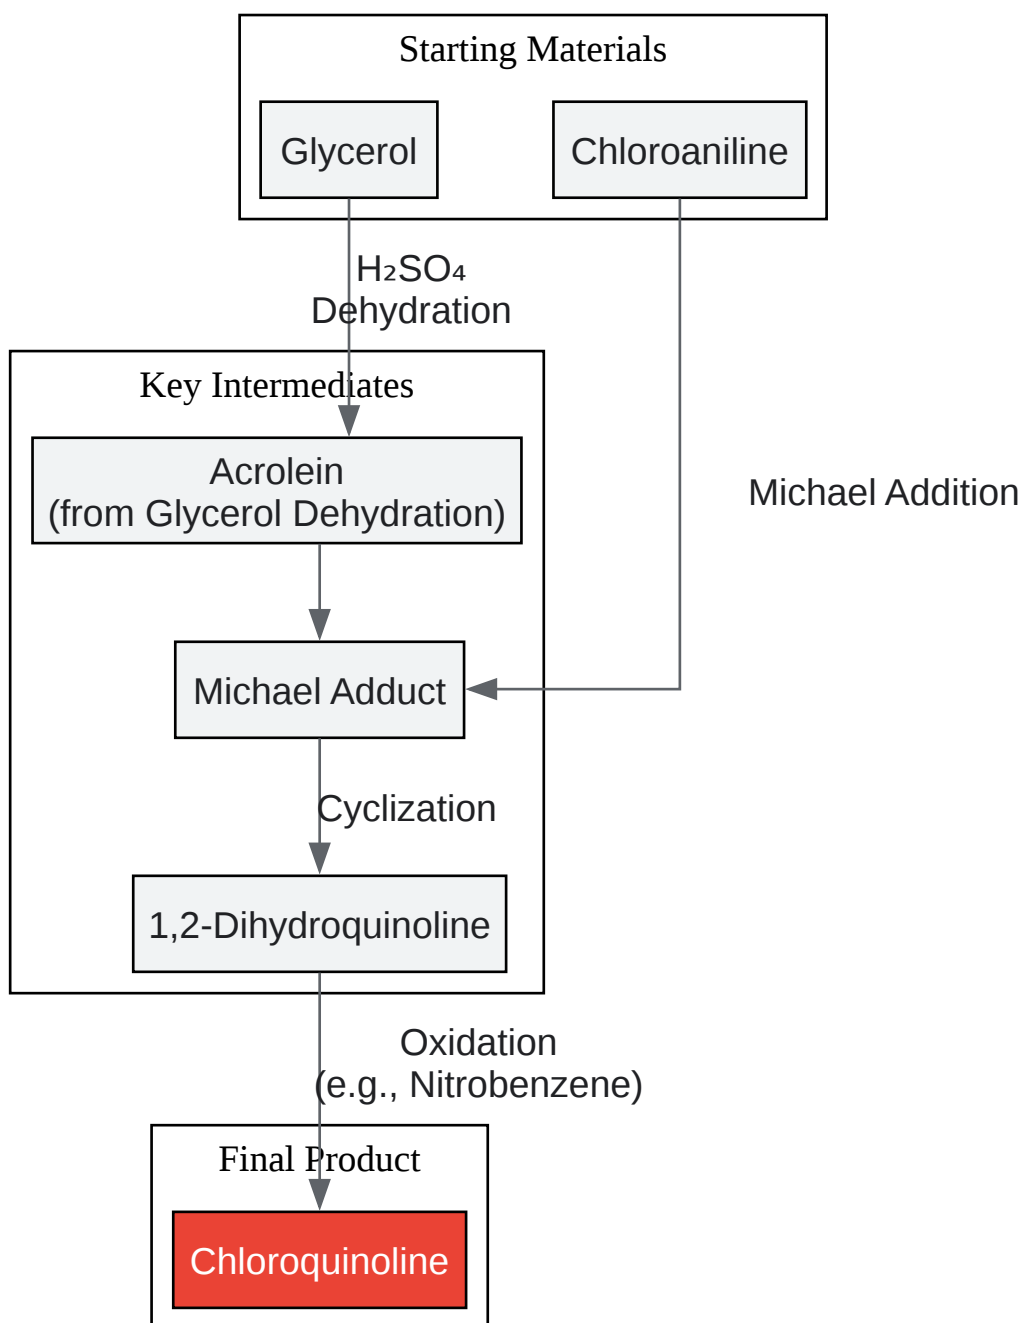 Starting Materials
Glycerol
Chloroaniline
H₂SO₄
Dehydration
Key Intermediates
Acrolein
(from Glycerol Dehydration)
Michael Addition
Michael Adduct
Cyclization
1,2-Dihydroquinoline
Oxidation
(e.g., Nitrobenzene)
Final Product
Chloroquinoline